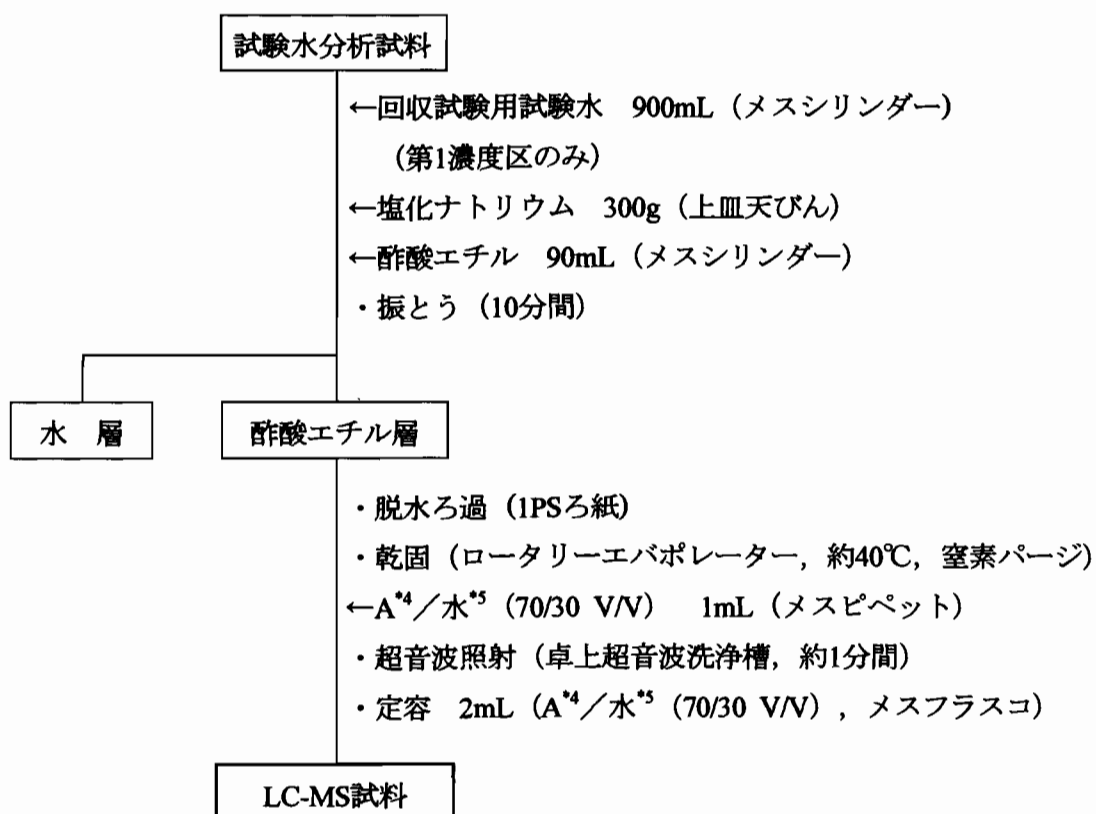 試験水分析試料
←回収試験用試験水　900mL（メスシリンダー）
（第1濃度区のみ）
←塩化ナトリウム　300g（上皿天びん）
←酢酸エチル　90mL（メスシリンダー）
・振とう（10分間）
水　層
酢酸エチル層
・脱水ろ過（1PSろ紙）
・乾固（ロータリーエバポレーター，約40℃，窒素パージ）
←A*4／水*5（70/30 V/V）　1mL（メスピペット）
・超音波照射（卓上超音波洗浄槽，約1分間）
・定容　2mL（A*4／水*5（70/30 V/V），メスフラスコ）
LC-MS試料